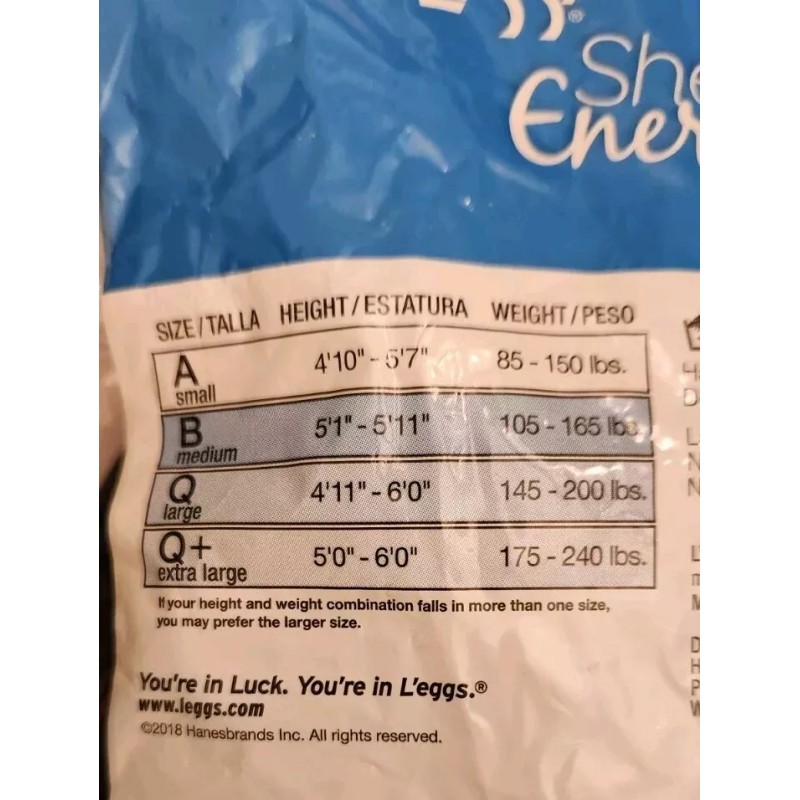 Energ
SIZE/TALLA HEIGHT/ESTATURA WEIGHT/PESO
A small 4'10" - 5'7" 85 - 150 lbs.
B medium 5'1" - 5'11" 105 - 165 lbs
Q large 4'11" - 6'0" 145 - 200 lbs.
Q+ extra large 5'0" - 6'0" 175 - 240 lbs.
If your height and weight combination falls in more than one size,
you may prefer the larger size.
You're in Luck. You're in L'eggs.®
www.leggs.com
©2018 Hanesbrands Inc. All rights reserved.